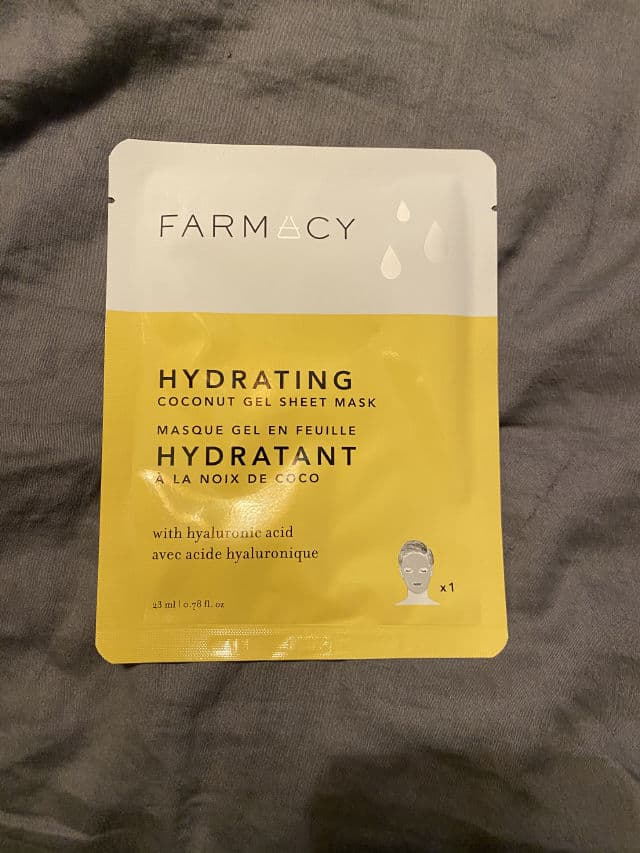 FARMACY
HYDRATING
COCONUT GEL SHEET MASK
MASQUE GEL EN FEUILLE
HYDRATANT
À LA NOIX DE COCO
with hyaluronic acid
avec acide hyaluronique
x1
23 ml | 0.78 fl. oz